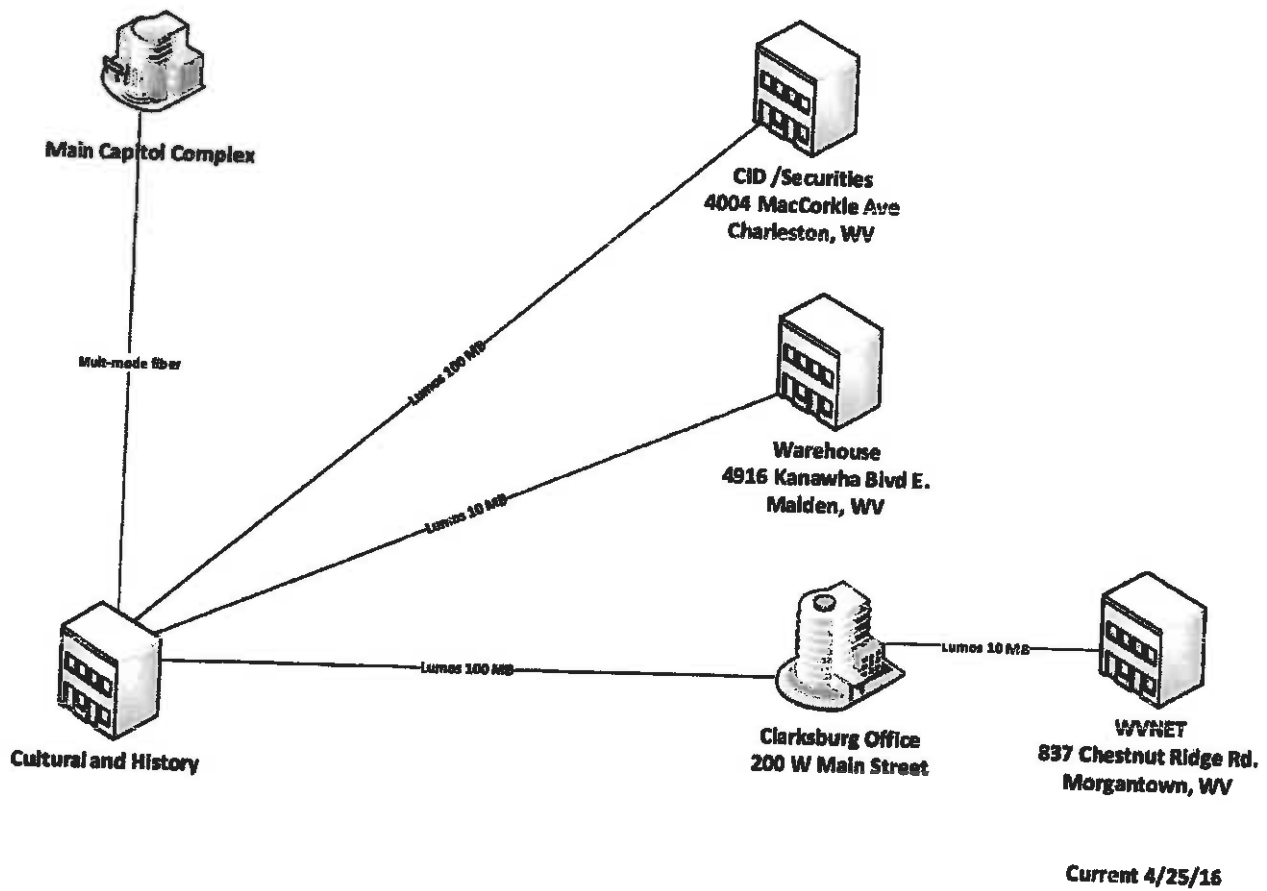 Main Capitol Complex
CID /Securities
4004 MacCorkle Ave
Charleston, WV
Mult-mode fiber
Lumos 100 MB
Warehouse
4916 Kanawha Blvd E.
Malden, WV
Lumos 10 MB
Lumos 100 MB
Lumos 10 MB
Cultural and History
Clarksburg Office
200 W Main Street
WVNET
837 Chestnut Ridge Rd.
Morgantown, WV
Current 4/25/16